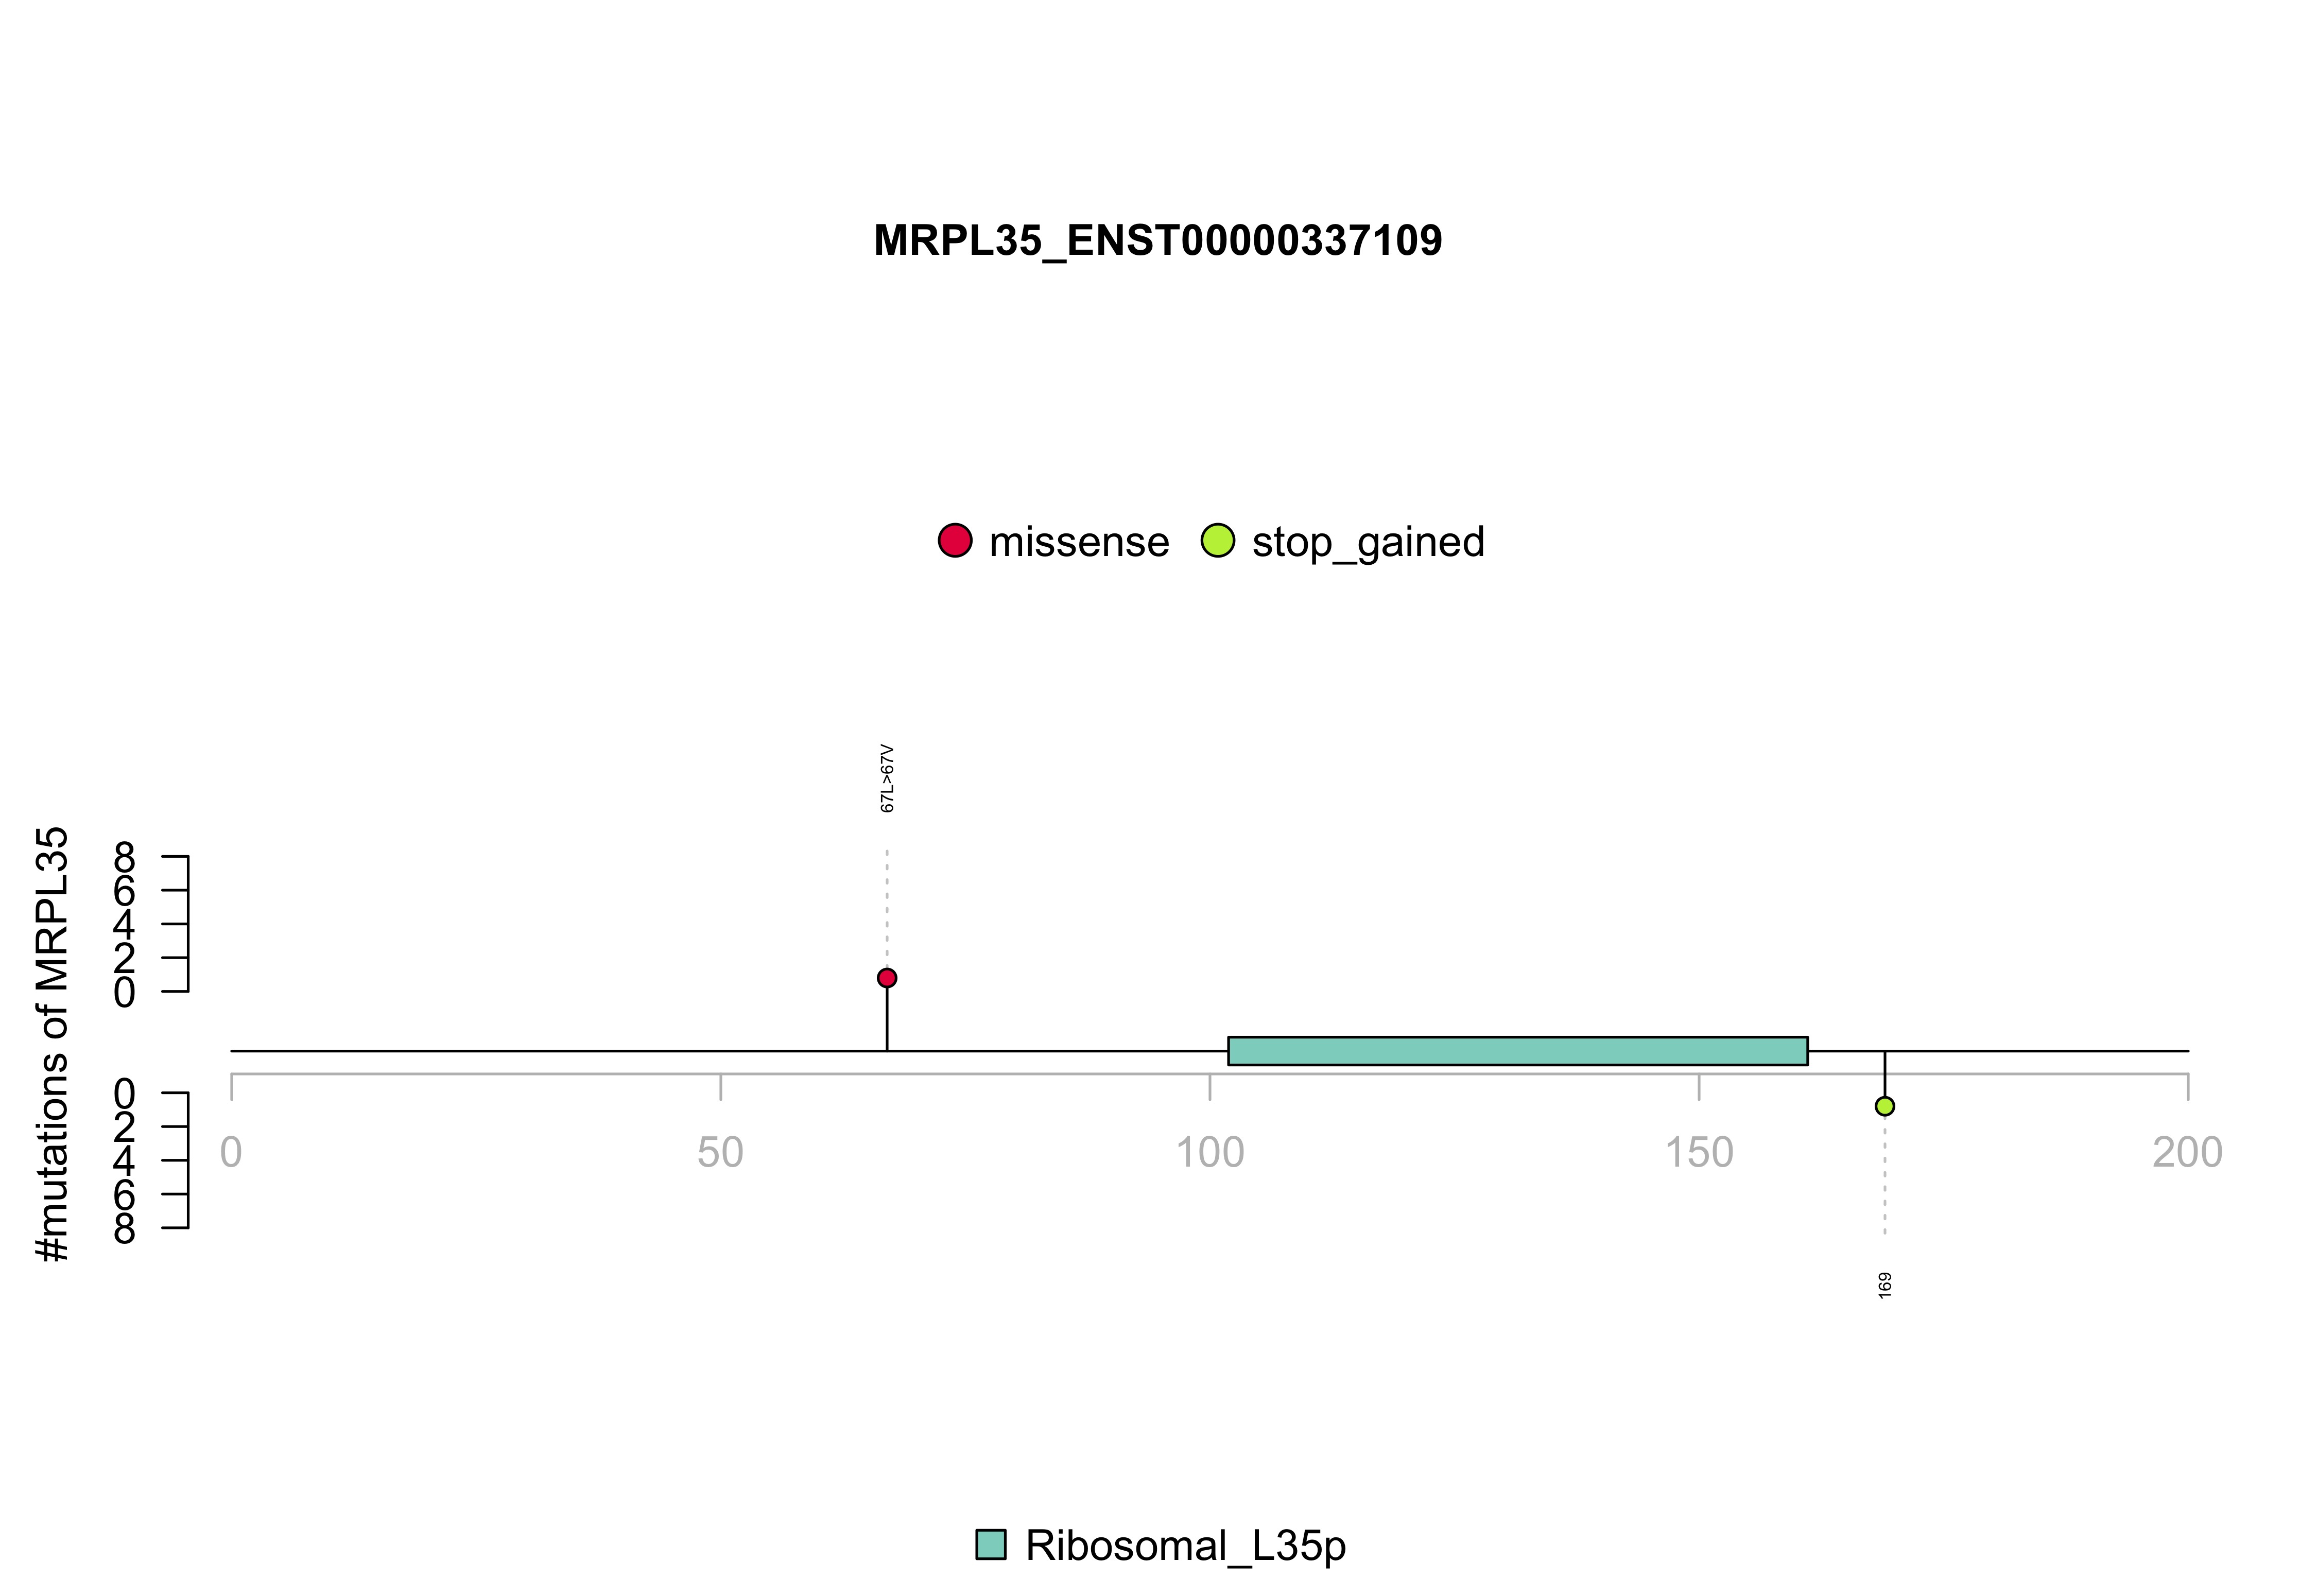 MRPL35_ENST00000337109
missense stop_gained
67L>67V
#mutations of MRPL35
8
6
4
2
0
0
2
4
6
8
0 50 100 150 200
169
Ribosomal_L35p